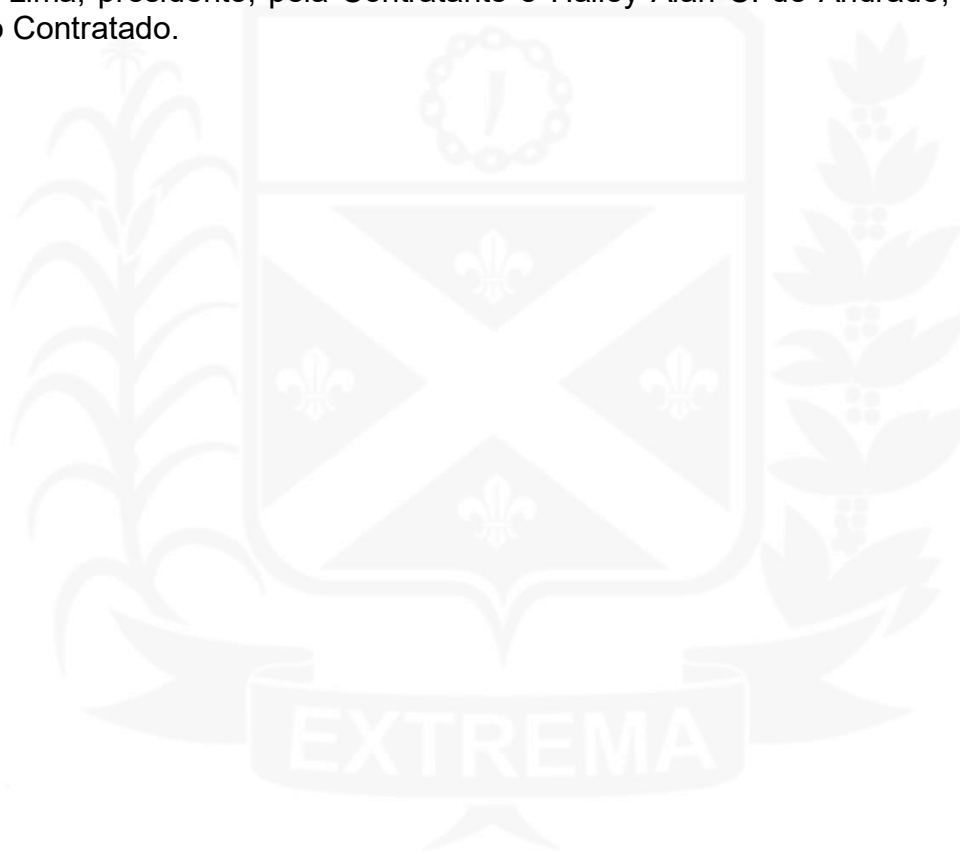 Lima, presidente, pela Contratante e Halley Alan C. de Andrade,
o Contratado.
EXTREMA